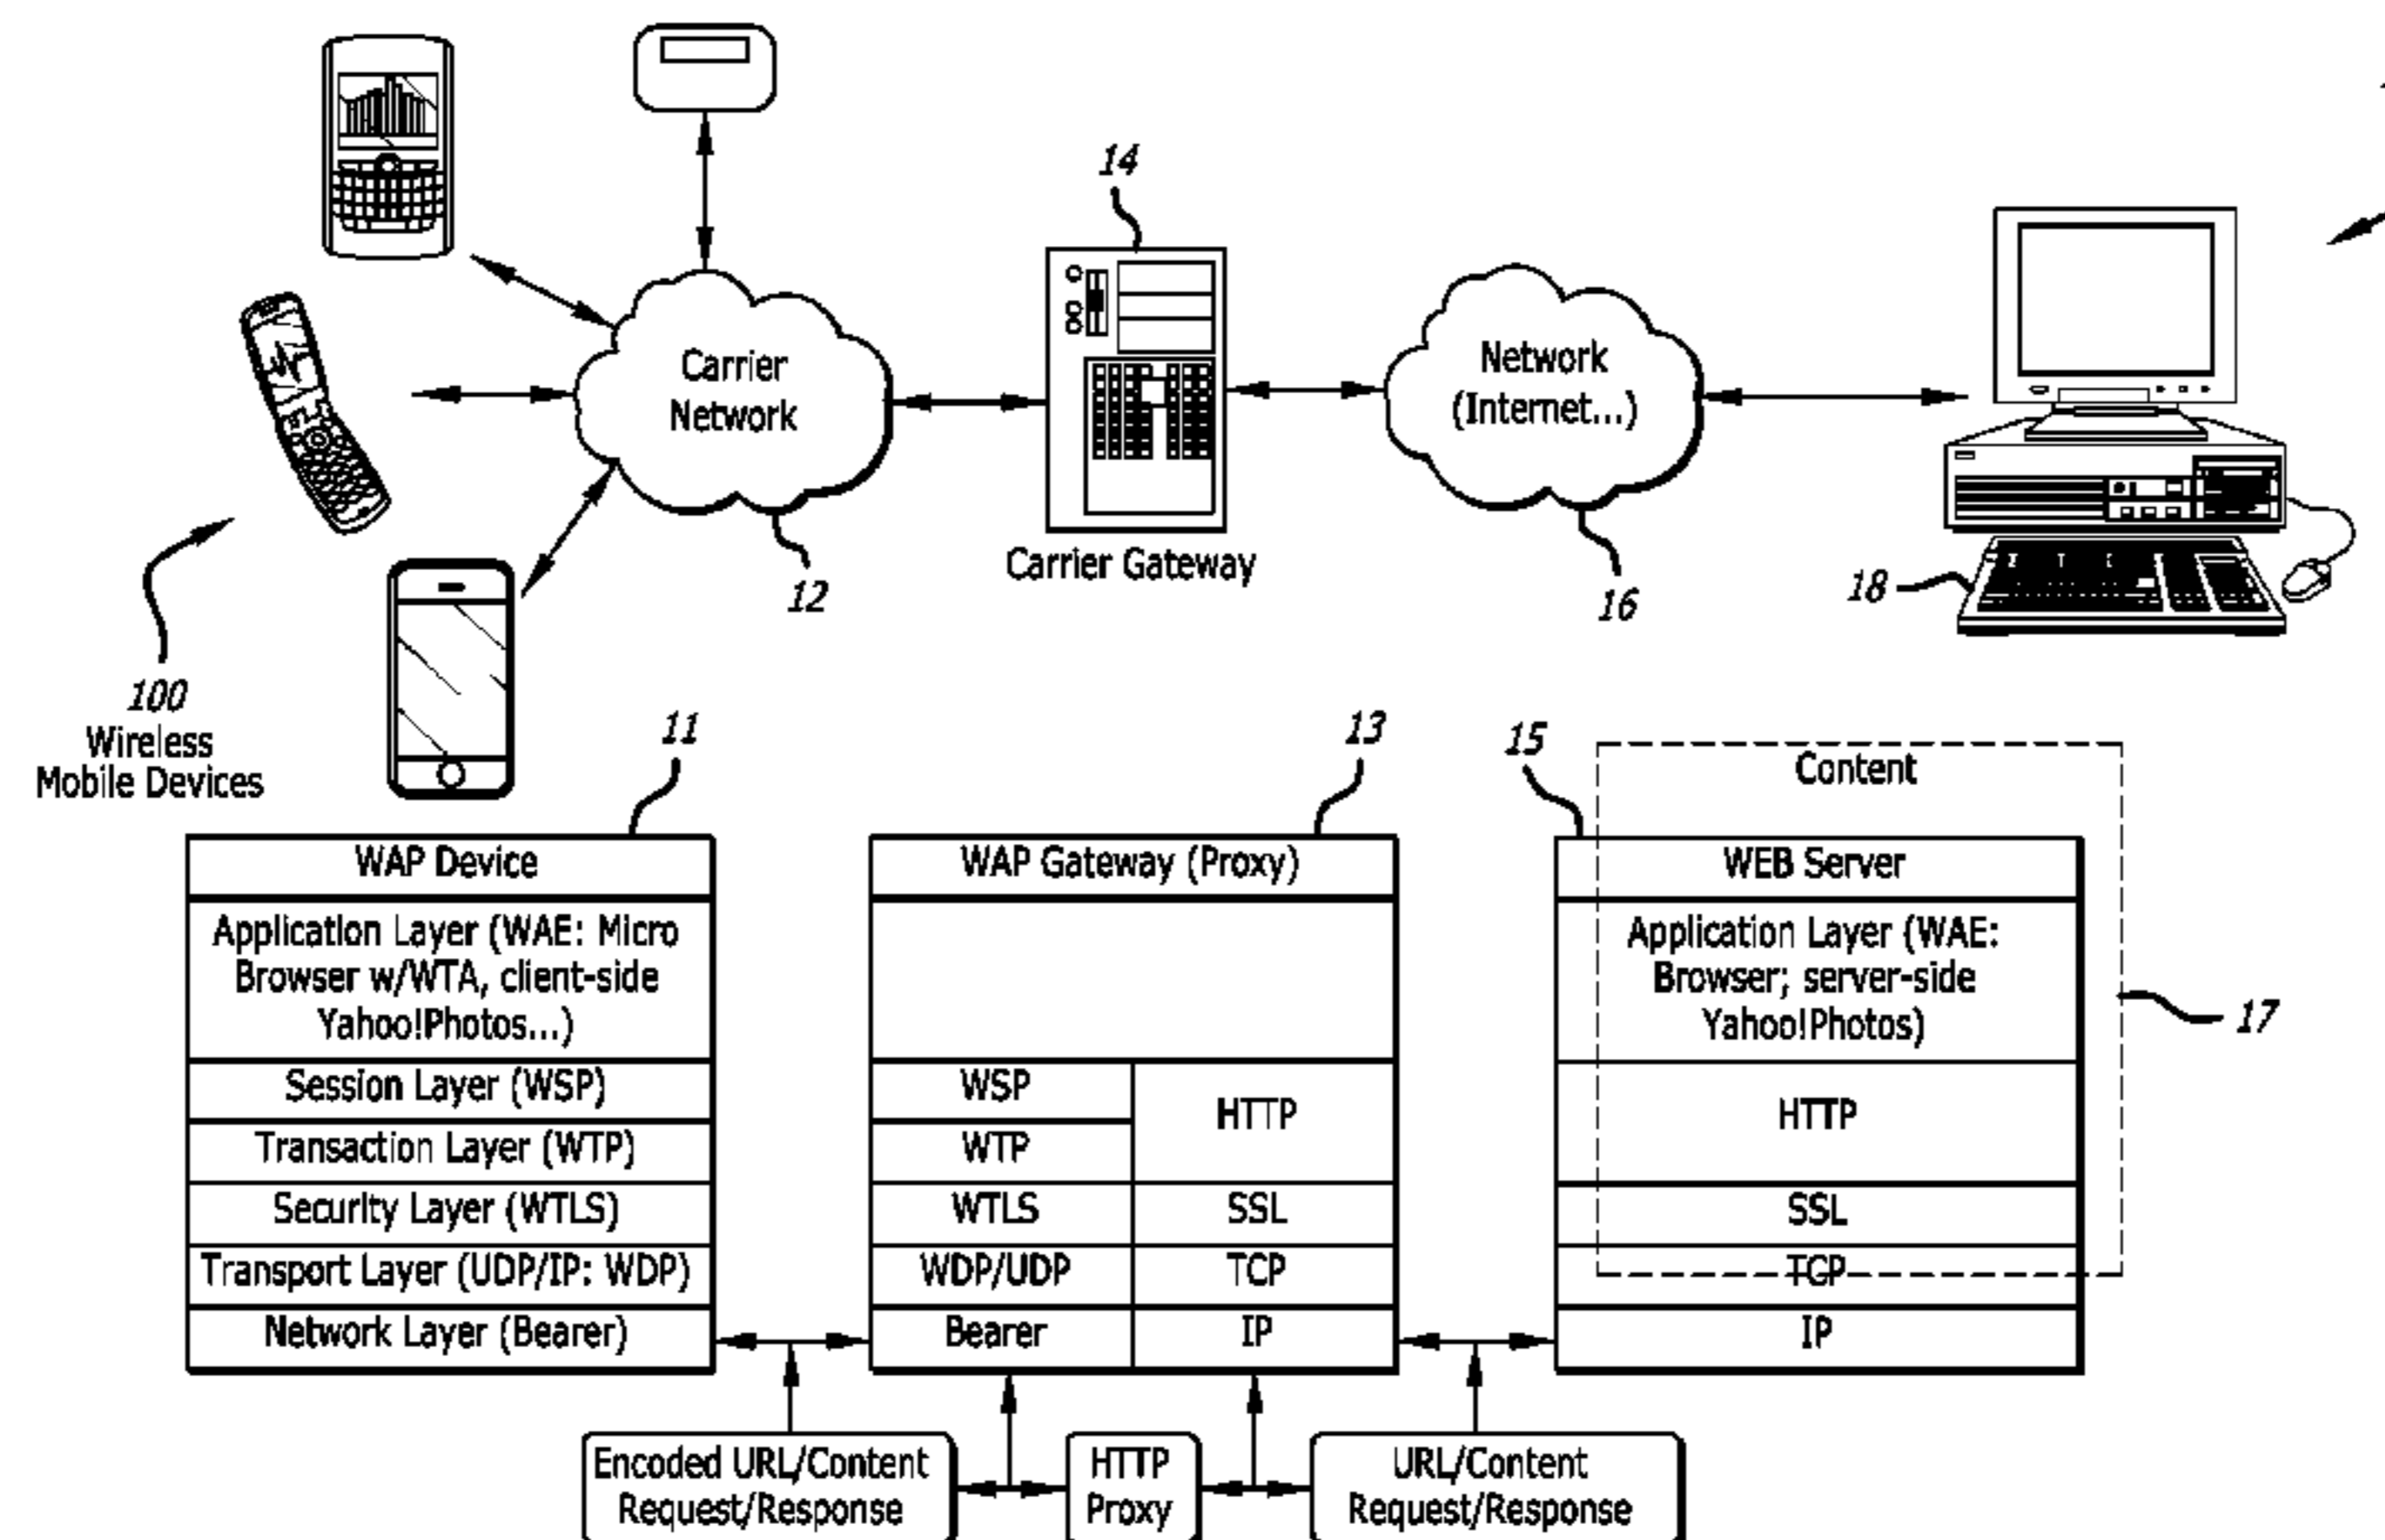 14
Carrier
Network
Network
(Internet...)
Carrier Gateway
12
16
18
100
Wireless
Mobile Devices
11
13
15
Content
WAP Device
Application Layer (WAE: Micro
Browser w/WTA, client-side
Yahoo!Photos...)
Session Layer (WSP)
Transaction Layer (WTP)
Security Layer (WTLS)
Transport Layer (UDP/IP: WDP)
Network Layer (Bearer)
WAP Gateway (Proxy)
WSP
HTTP
WTP
WTLS
SSL
WDP/UDP
TCP
Bearer
IP
WEB Server
Application Layer (WAE:
Browser; server-side
Yahoo!Photos)
17
HTTP
SSL
TCP
IP
Encoded URL/Content
Request/Response
HTTP
Proxy
URL/Content
Request/Response